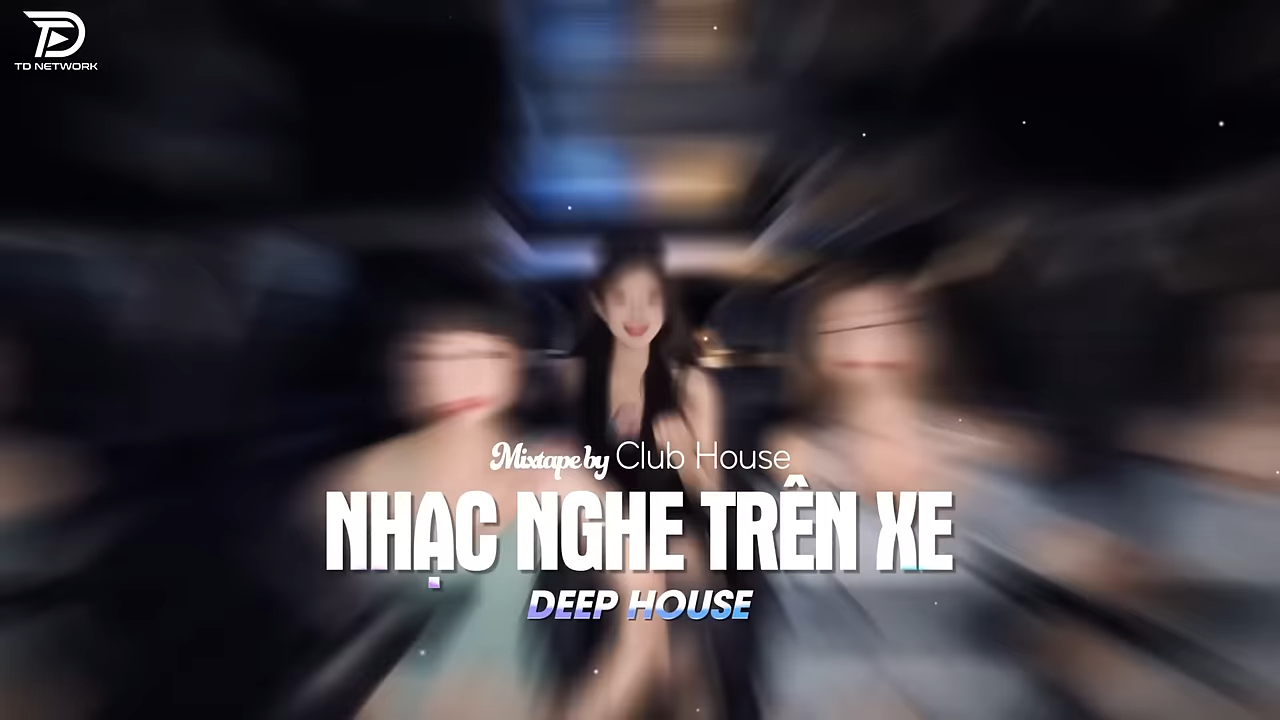 TD NETWORK
Mixtape by Club House
NHẠC NGHE TRÊN XE
DEEP HOUSE